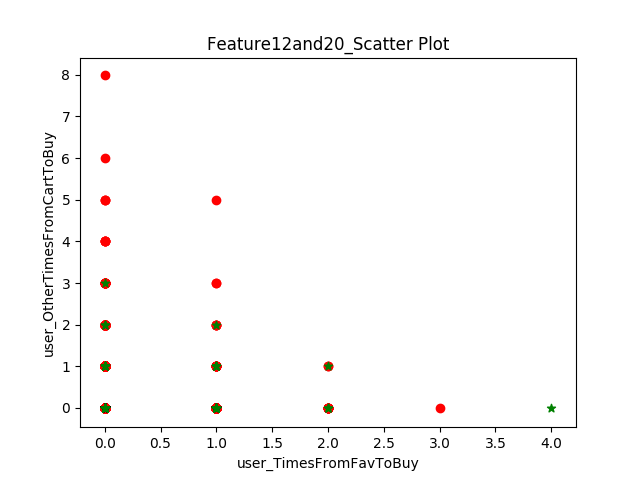 Feature12and20_Scatter Plot
user_OtherTimesFromCartToBuy
8
7
6
5
4
3
2
1
0
0.0 0.5 1.0 1.5 2.0 2.5 3.0 3.5 4.0
user_TimesFromFavToBuy